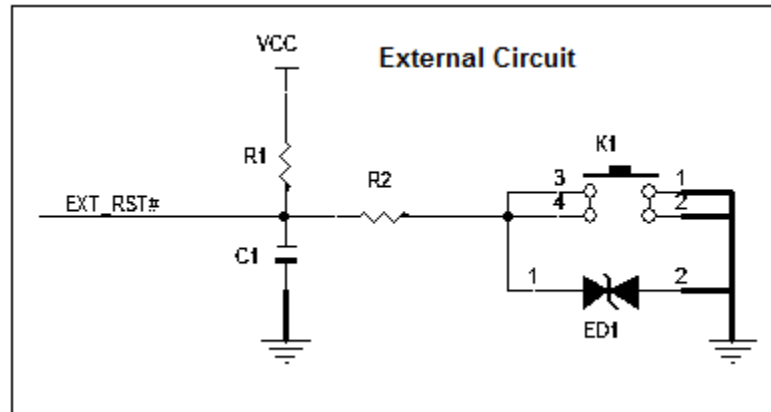 VCC
External Circuit
R1
K1
R2
3
1
4
2
EXT_RST#
C1
1
2
ED1